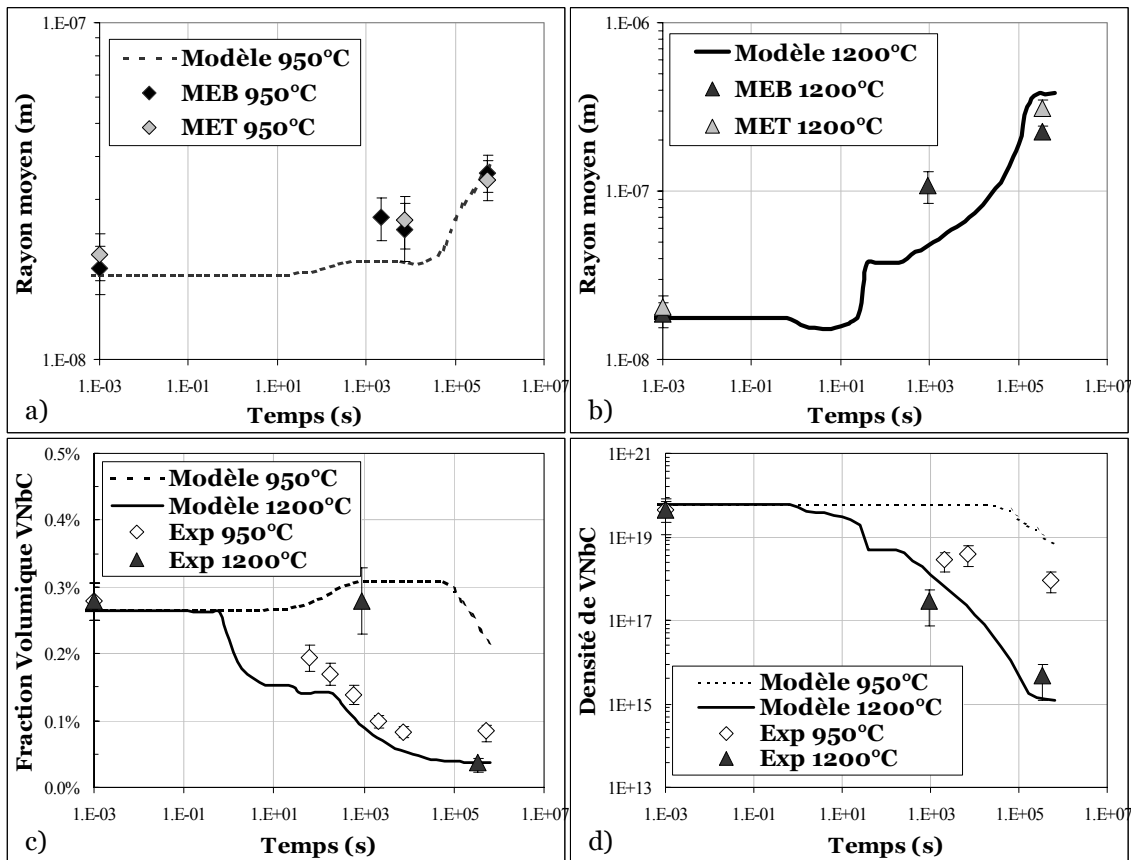 1.E-07
Modèle 950°C
MEB 950°C
MET 950°C
Rayon moyen (m)
1.E-08
1.E-03 1.E-01 1.E+01 1.E+03 1.E+05 1.E+07
Temps (s)
a)
1.E-06
Modèle 1200°C
MEB 1200°C
MET 1200°C
Rayon moyen (m)
1.E-07
1.E-08
1.E-03 1.E-01 1.E+01 1.E+03 1.E+05 1.E+07
Temps (s)
b)
0.5%
Modèle 950°C
Modèle 1200°C
Exp 950°C
Exp 1200°C
Fraction Volumique VNbC
0.4%
0.3%
0.2%
0.1%
0.0%
1.E-03 1.E-01 1.E+01 1.E+03 1.E+05 1.E+07
Temps (s)
c)
1E+21
1E+19
1E+17
1E+15
1E+13
Densité de VNbC
Modèle 950°C
Modèle 1200°C
Exp 950°C
Exp 1200°C
1.E-03 1.E-01 1.E+01 1.E+03 1.E+05 1.E+07
Temps (s)
d)